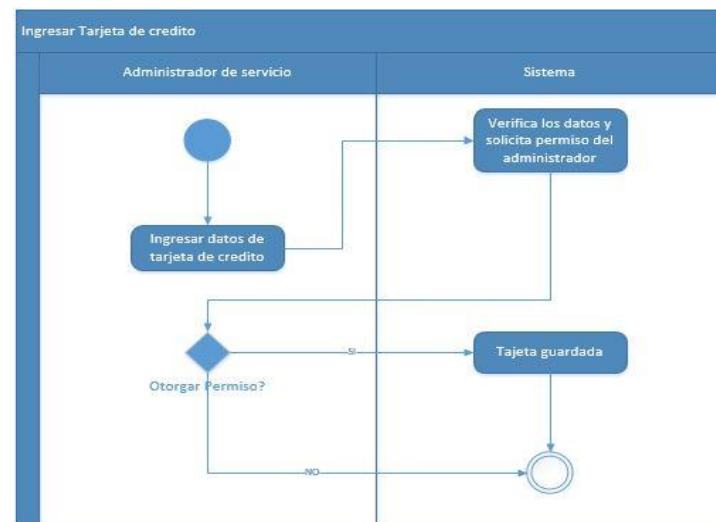 Ingresar Tarjeta de credito
Administrador de servicio
Sistema
Verifica los datos y
solicita permiso del
administrador
Ingresar datos de
tarjeta de credito
SI
Tajeta guardada
Otorgar Permiso?
NO